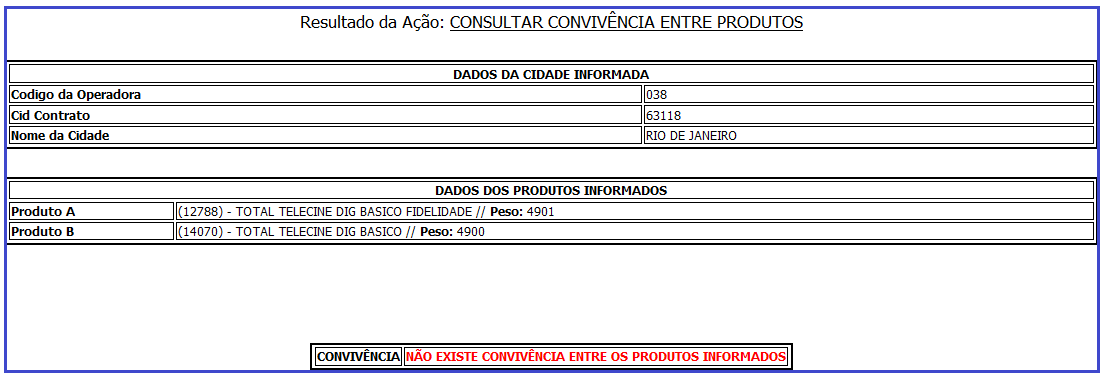 Resultado da Ação: CONSULTAR CONVIVÊNCIA ENTRE PRODUTOS
DADOS DA CIDADE INFORMADA
Codigo da Operadora 038
Cid Contrato 63118
Nome da Cidade RIO DE JANEIRO
DADOS DOS PRODUTOS INFORMADOS
Produto A (12788) - TOTAL TELECINE DIG BASICO FIDELIDADE // Peso: 4901
Produto B (14070) - TOTAL TELECINE DIG BASICO // Peso: 4900
CONVIVÊNCIA NÃO EXISTE CONVIVÊNCIA ENTRE OS PRODUTOS INFORMADOS